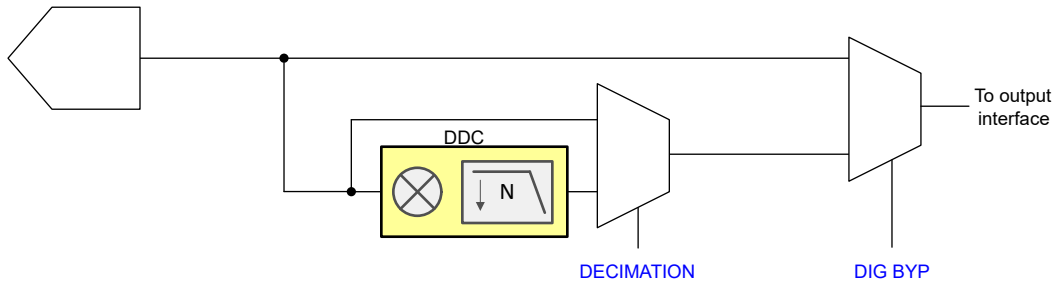 To output
interface
DDC
N
DECIMATION
DIG BYP